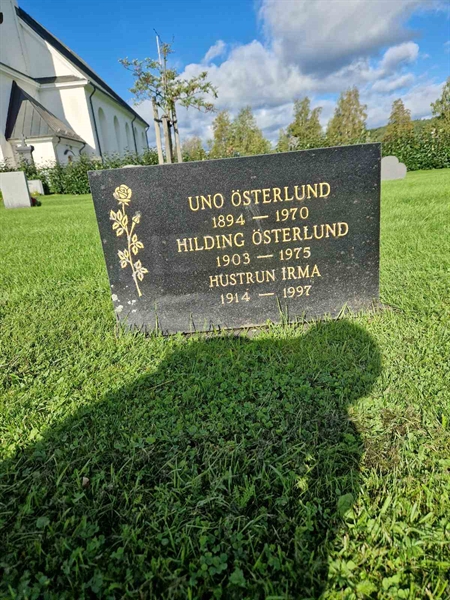 UNO ÖSTERLUND
1894 — 1970
HILDING ÖSTERLUND
1903 — 1975
HUSTRUN IRMA
1914 — 1997